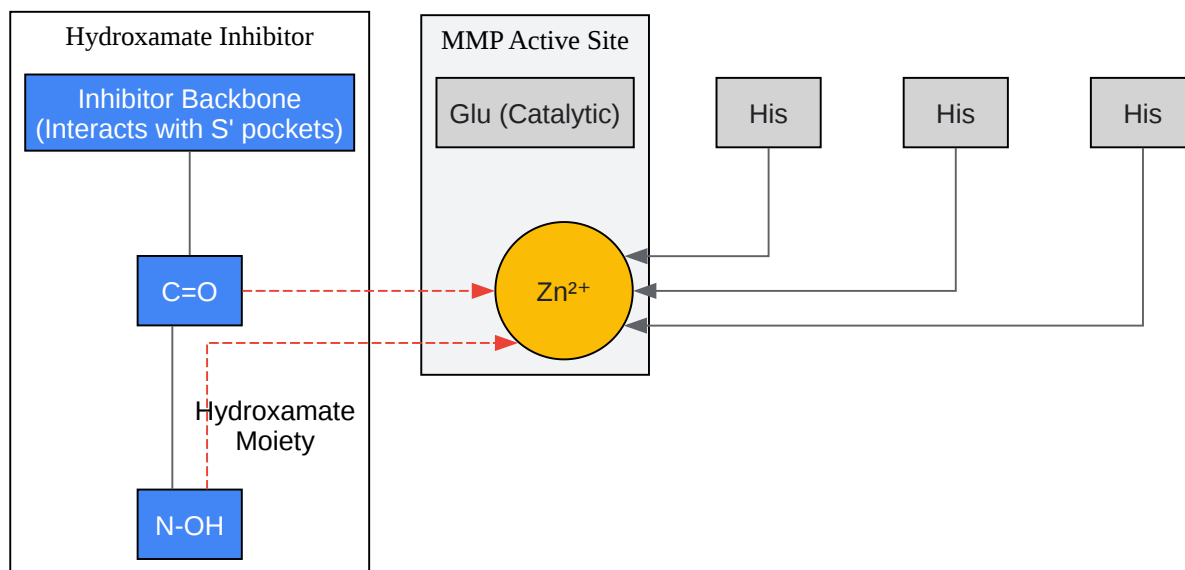 Hydroxamate Inhibitor
Inhibitor Backbone
(Interacts with S' pockets)
C=O
Hydroxamate
Moiety
N-OH
MMP Active Site
Glu (Catalytic)
Zn²⁺
His
His
His